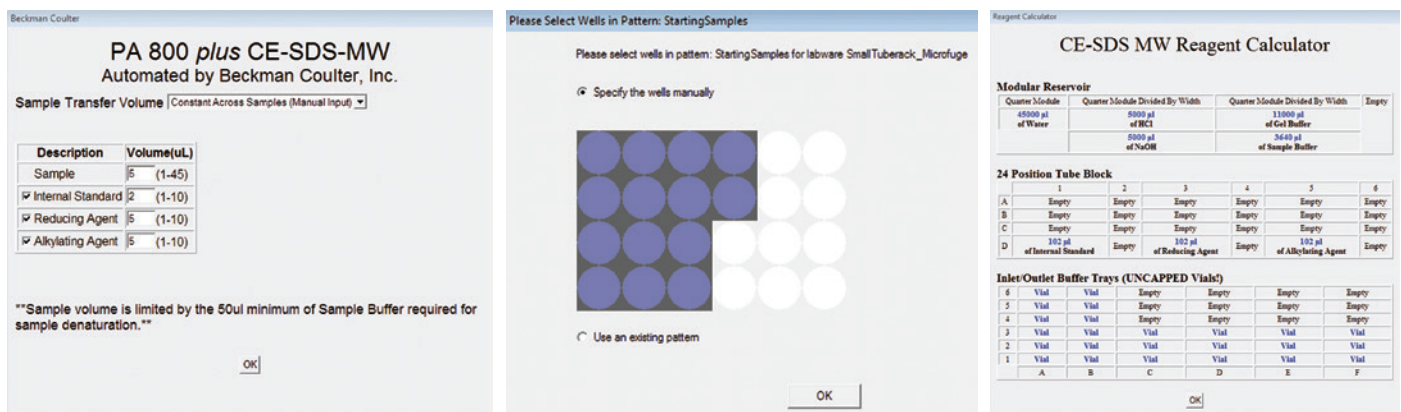 Beckman Coulter
PA 800 plus CE-SDS-MW
Automated by Beckman Coulter, Inc.
Sample Transfer Volume Constant Across Samples (Manual Input)
Description Volume(uL)
Sample 5 (1-45)
Internal Standard 2 (1-10)
Reducing Agent 5 (1-10)
Alkylating Agent 5 (1-10)
**Sample volume is limited by the 50ul minimum of Sample Buffer required for
sample denaturation.**
OK
Please Select Wells in Pattern: StartingSamples
Please select wells in pattern: StartingSamples for labware SmallTuberack_Microfuge
Specify the wells manually
Use an existing pattern
OK
Reagent Calculator
CE-SDS MW Reagent Calculator
Modular Reservoir
Quarter Module Quarter Module Divided By Width Quarter Module Divided By Width Empty
45000 µl 5000 µl 11000 µl
of Water of HCl of Gel Buffer
5000 µl 3640 µl
of NaOH of Sample Buffer
24 Position Tube Block
1 2 3 4 5 6
A Empty Empty Empty Empty Empty Empty
B Empty Empty Empty Empty Empty Empty
C Empty Empty Empty Empty Empty Empty
D 102 µl Empty 102 µl Empty 102 µl Empty
of Internal Standard of Reducing Agent of Alkylating Agent
Inlet/Outlet Buffer Trays (UNCAPPED Vials!)
6 Vial Vial Empty Empty Empty Empty
5 Vial Vial Empty Empty Empty Empty
4 Vial Vial Empty Empty Empty Empty
3 Vial Vial Vial Vial Vial Vial
2 Vial Vial Vial Vial Vial Vial
1 Vial Vial Vial Vial Vial Vial
A B C D E F
OK